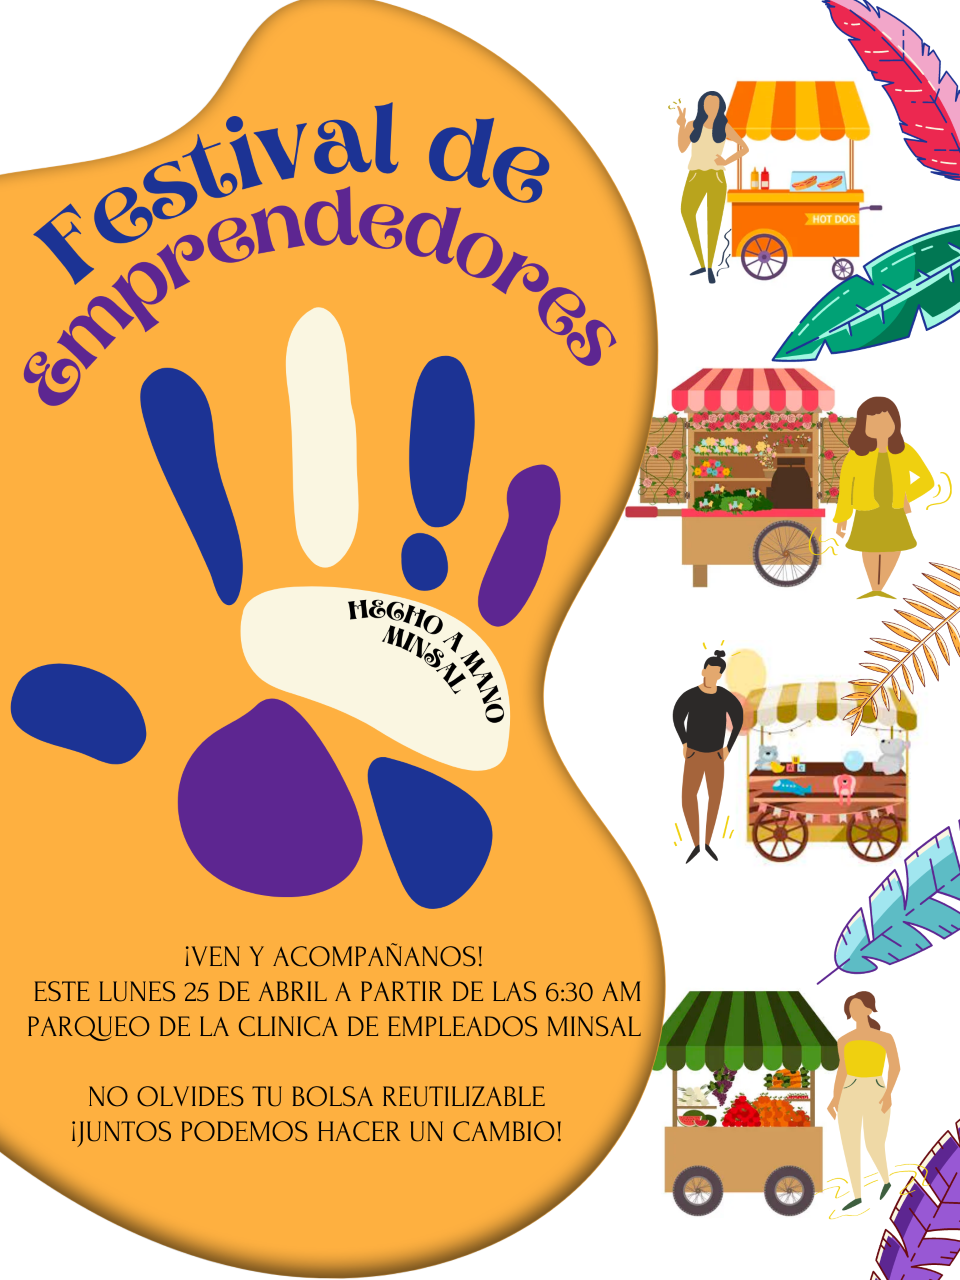 Festival de
Emprendedores
HECHO A MANO
MINSAL
¡VEN Y ACOMPAÑANOS!
ESTE LUNES 25 DE ABRIL A PARTIR DE LAS 6:30 AM
PARQUEO DE LA CLINICA DE EMPLEADOS MINSAL
NO OLVIDES TU BOLSA REUTILIZABLE
¡JUNTOS PODEMOS HACER UN CAMBIO!
HOT DOG